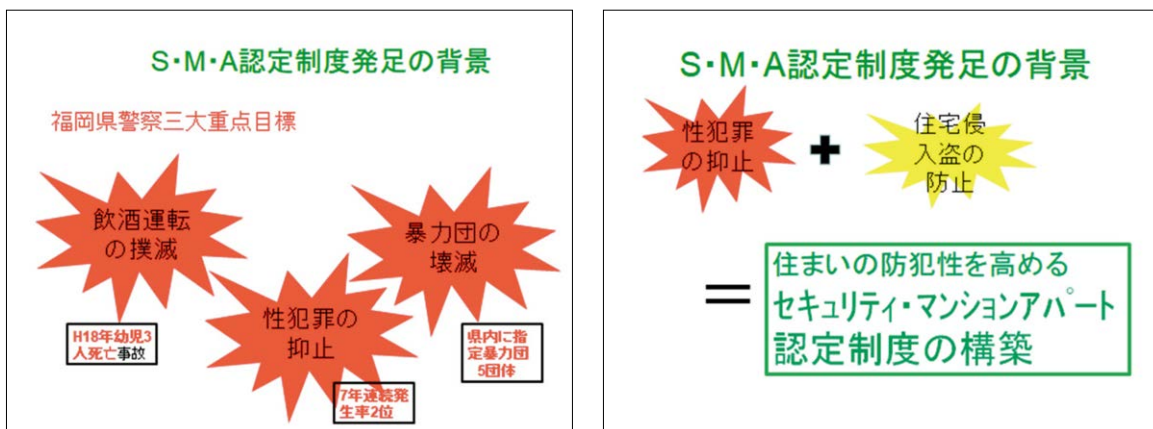 S・M・A認定制度発足の背景
福岡県警察三大重点目標
飲酒運転
の撲滅
H18年幼児3
人死亡事故
性犯罪の
抑止
7年連続発
生率2位
暴力団の
壊滅
県内に指
定暴力団
5団体
S・M・A認定制度発足の背景
性犯罪
の抑止
+
住宅侵
入盗の
防止
=
住まいの防犯性を高める
セキュリティ・マンションアパート
認定制度の構築